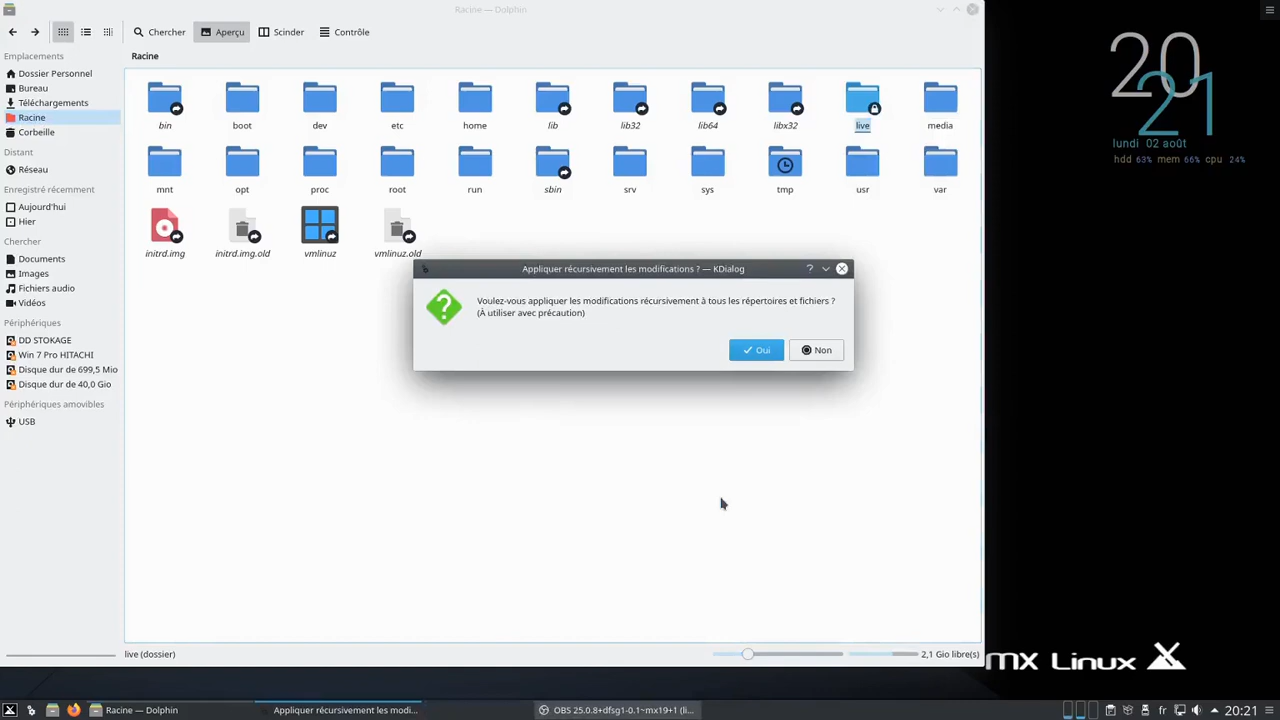 Racine — Dolphin
Chercher
Aperçu
Scinder
Contrôle
Emplacements
Dossier Personnel
Bureau
Téléchargements
Racine
Corbeille
Distant
Réseau
Enregistré récemment
Aujourd'hui
Hier
Chercher
Documents
Images
Fichiers audio
Vidéos
Périphériques
DD STOKAGE
Win 7 Pro HITACHI
Disque dur de 699,5 Mio
Disque dur de 40,0 Gio
Périphériques amovibles
USB
Racine
bin boot dev etc home lib lib32 lib64 libx32 live media
mnt opt proc root run sbin srv sys tmp usr var
initrd.img initrd.img.old vmlinuz vmlinuz.old
Appliquer récursivement les modifications ? — KDialog
Voulez-vous appliquer les modifications récursivement à tous les répertoires et fichiers ?
(À utiliser avec précaution)
Oui
Non
live (dossier)
2,1 Gio libre(s)
20
21
lundi 02 août
hdd 63% mem 66% cpu 24%
MX Linux
Racine — Dolphin
Appliquer récursivement les modifi...
OBS 25.0.8+dfsg1-0.1~mx19+1 (li...
fr
20:21